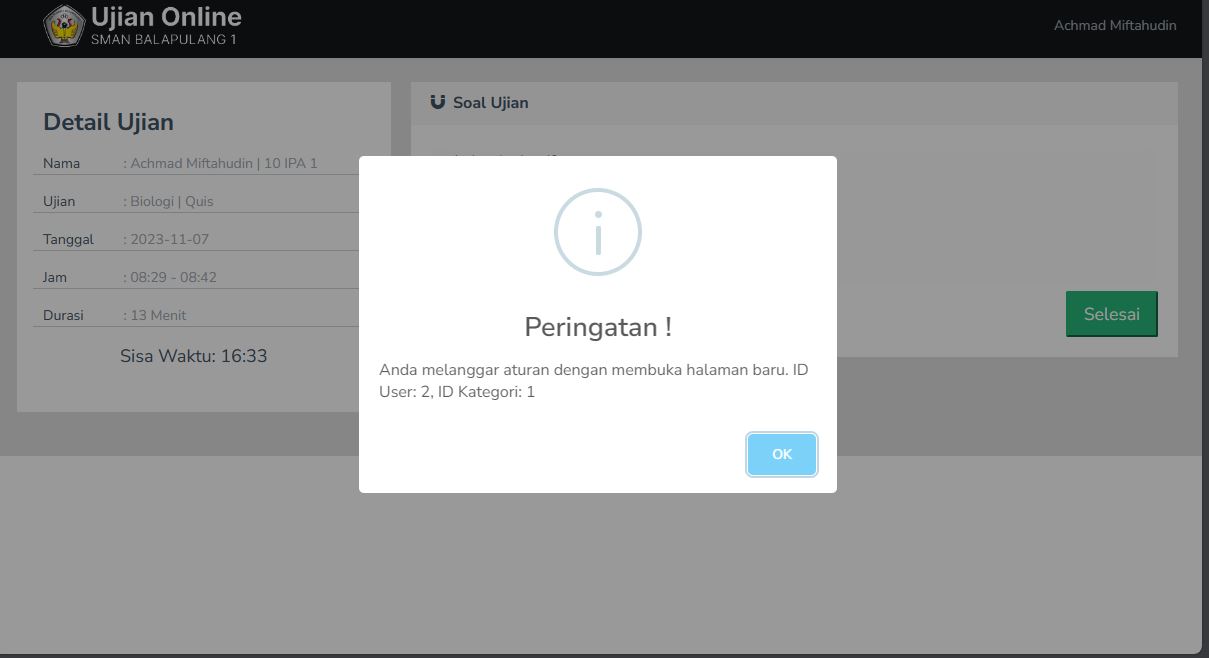 Ujian Online
SMAN BALAPULANG 1
Achmad Miftahudin
Detail Ujian
Nama : Achmad Miftahudin | 10 IPA 1
Ujian : Biologi | Quis
Tanggal : 2023-11-07
Jam : 08:29 - 08:42
Durasi : 13 Menit
Sisa Waktu: 16:33
Soal Ujian
Selesai
Peringatan !
Anda melanggar aturan dengan membuka halaman baru. ID
User: 2, ID Kategori: 1
OK